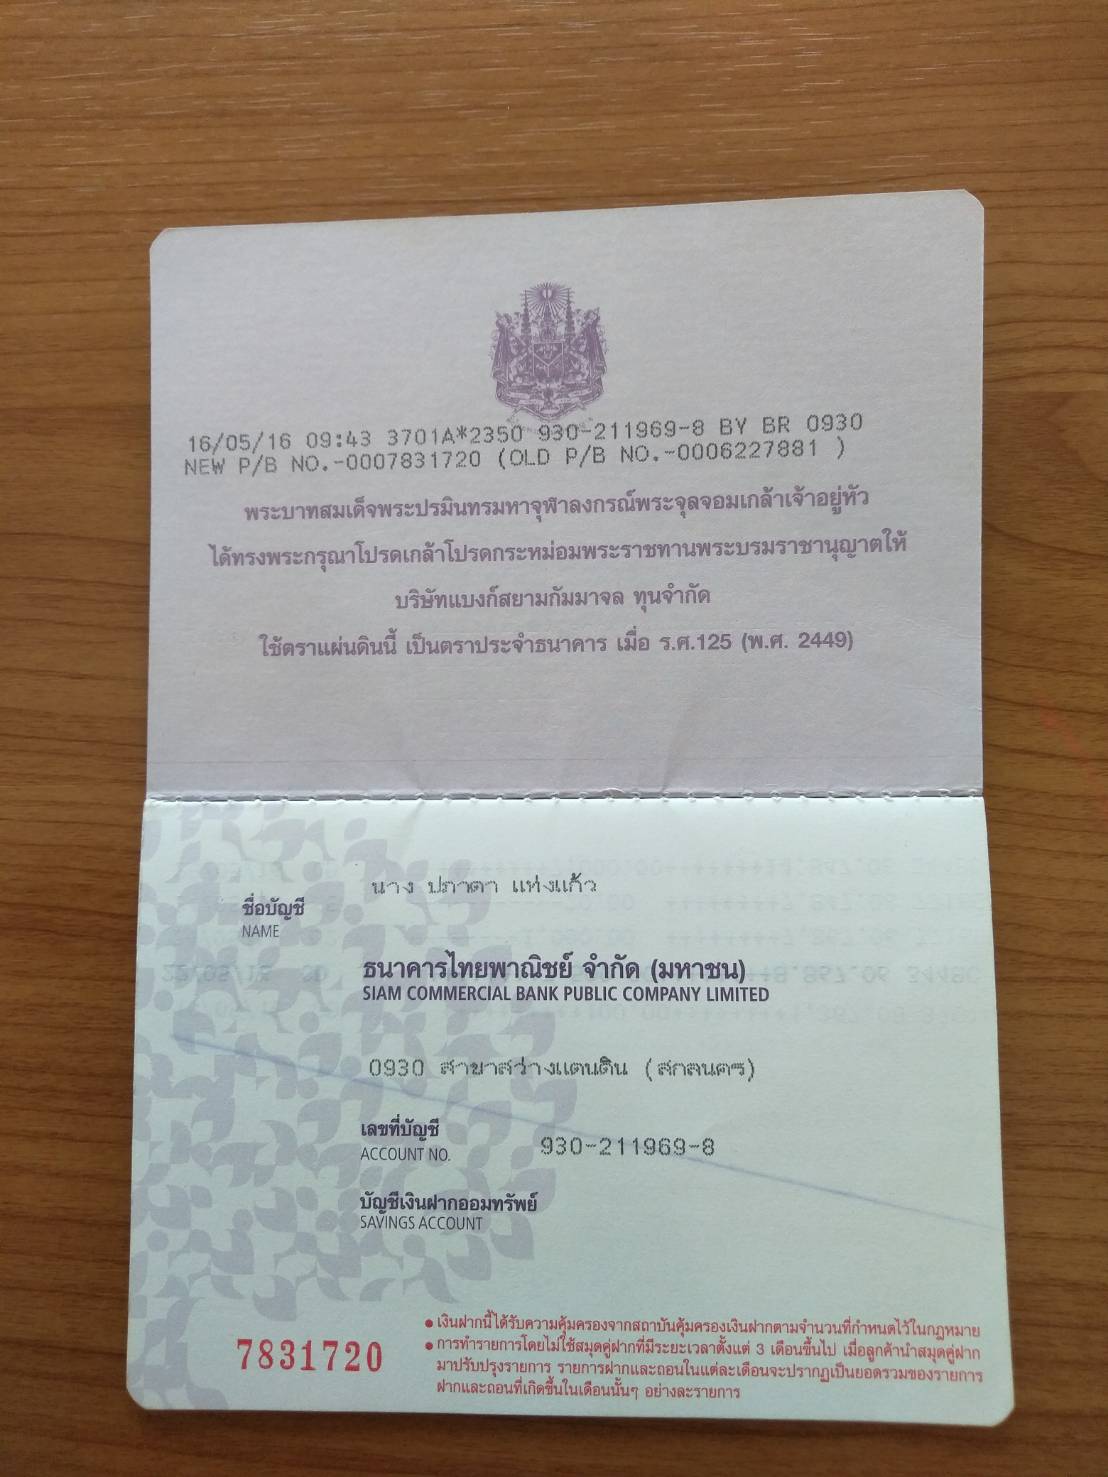 16/05/16 09:43 3701A*2350 930-211969-8 BY BR 0930
NEW P/B NO.-0007831720 (OLD P/B NO.-0006227881 )
พระบาทสมเด็จพระปรมินทรมหาจุฬาลงกรณ์พระจุลจอมเกล้าเจ้าอยู่หัว
ได้ทรงพระกรุณาโปรดเกล้าโปรดกระหม่อมพระราชทานพระบรมราชานุญาตให้
บริษัทแบงก์สยามกัมมาจล ทุนจำกัด
ใช้ตราแผ่นดินนี้ เป็นตราประจำธนาคาร เมื่อ ร.ศ.125 (พ.ศ. 2449)
นาง ปภาดา แห่งแก้ว
ชื่อบัญชี
NAME
ธนาคารไทยพาณิชย์ จำกัด (มหาชน)
SIAM COMMERCIAL BANK PUBLIC COMPANY LIMITED
0930 สาขาสว่างแดนดิน (สกลนคร)
เลขที่บัญชี
ACCOUNT NO. 930-211969-8
บัญชีเงินฝากออมทรัพย์
SAVINGS ACCOUNT
7831720
● เงินฝากนี้ได้รับความคุ้มครองจากสถาบันคุ้มครองเงินฝากตามจำนวนที่กำหนดไว้ในกฎหมาย
● การทำรายการโดยไม่ใช้สมุดคู่ฝากที่มีระยะเวลาตั้งแต่ 3 เดือนขึ้นไป เมื่อลูกค้านำสมุดคู่ฝาก
มาปรับปรุงรายการ รายการฝากและถอนในแต่ละเดือนจะปรากฏเป็นยอดรวมของรายการ
ฝากและถอนที่เกิดขึ้นในเดือนนั้นๆ อย่างละรายการ